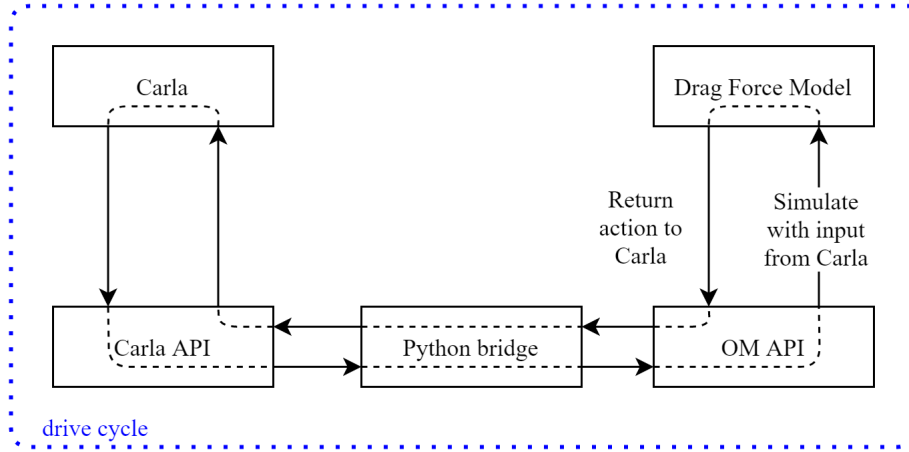 Carla
Drag Force Model
Return
action to
Carla
Simulate
with input
from Carla
Carla API
Python bridge
OM API
drive cycle